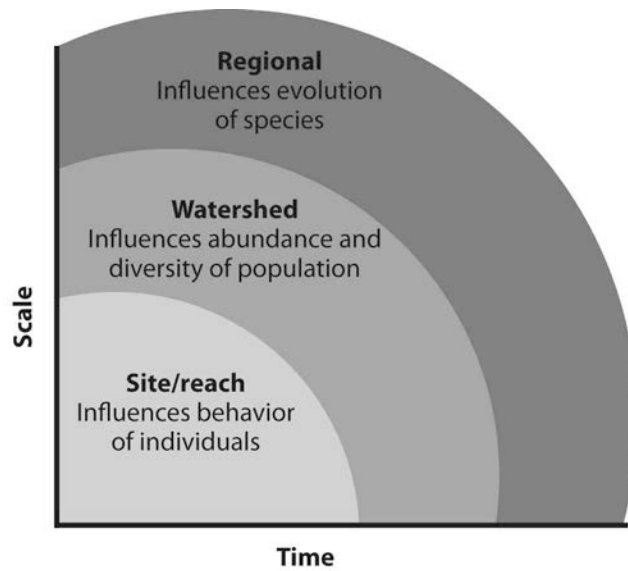 Regional
Influences evolution
of species
Watershed
Influences abundance and
diversity of population
Site/reach
Influences behavior
of individuals
Scale
Time